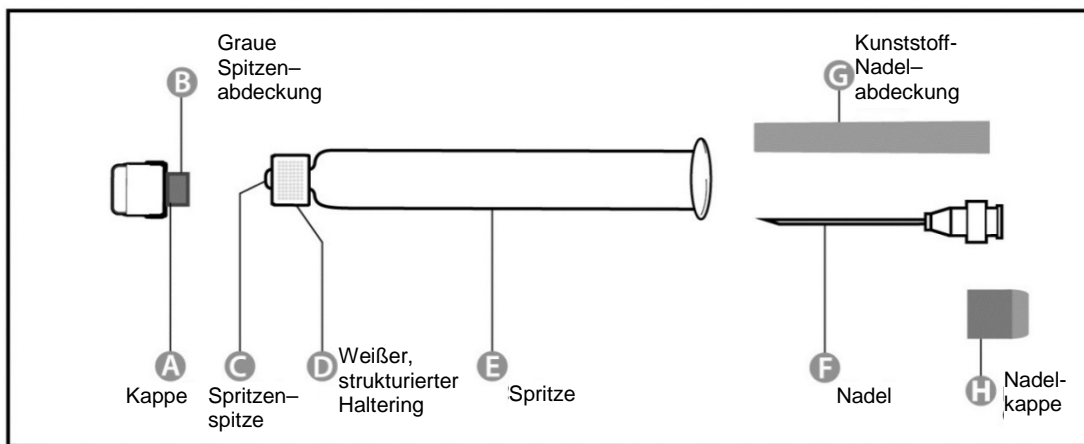 B
Graue
Spitzen–
abdeckung
G
Kunststoff-
Nadel–
abdeckung
A
Kappe
C
Spritzen–
spitze
D
Weißer,
strukturierter
Haltering
E
Spritze
F
Nadel
H
Nadel-
kappe